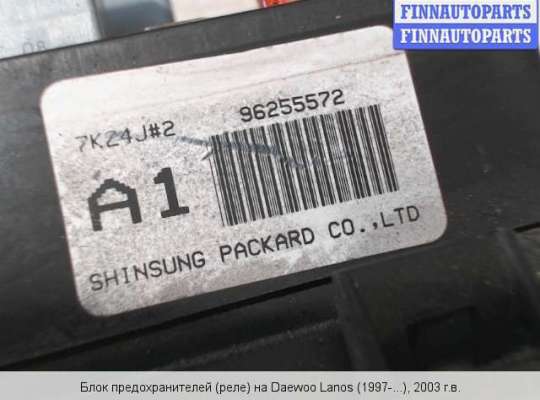 FINNAUTOPARTS
FINNAUTOPARTS
7K24J#2 96255572
A1
SHINSUNG PACKARD CO.,LTD
Блок предохранителей (реле) на Daewoo Lanos (1997-...), 2003 г.в.